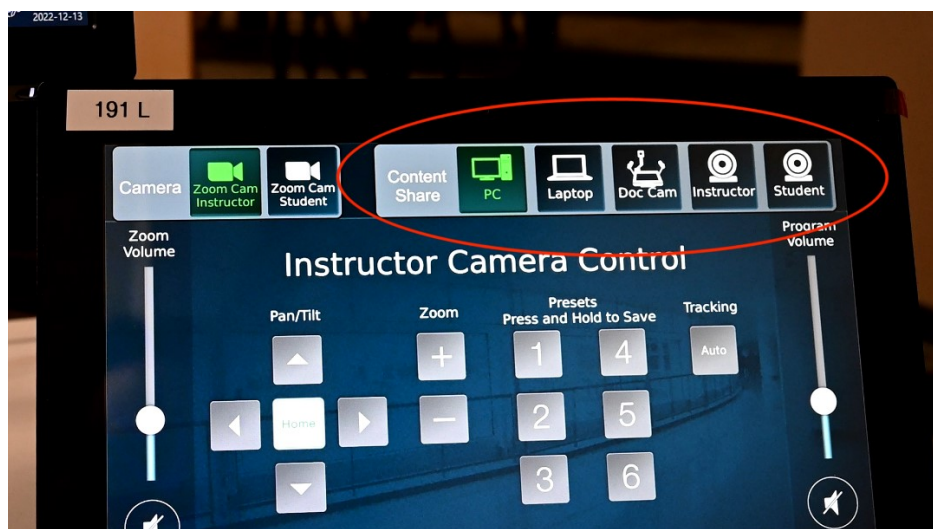 2022-12-13
191 L
Camera
Zoom Cam
Instructor
Zoom Cam
Student
Content
Share
PC
Laptop
Doc Cam
Instructor
Student
Zoom
Volume
Program
Volume
Instructor Camera Control
Pan/Tilt
Zoom
Presets
Press and Hold to Save
Tracking
+
1
4
Auto
Home
−
2
5
3
6